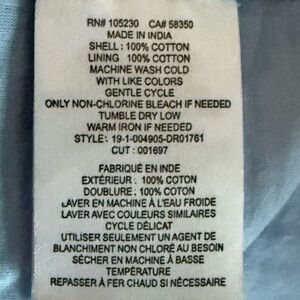 RN# 105230 CA# 58350
MADE IN INDIA
SHELL : 100% COTTON
LINING 100% COTTON
MACHINE WASH COLD
WITH LIKE COLORS
GENTLE CYCLE
ONLY NON-CHLORINE BLEACH IF NEEDED
TUMBLE DRY LOW
WARM IRON IF NEEDED
STYLE: 19-1-004905-DR01761
CUT : 001697
FABRIQUÉ EN INDE
EXTÉRIEUR : 100% COTON
DOUBLURE : 100% COTON
LAVER EN MACHINE À L'EAU FROIDE
LAVER AVEC COULEURS SIMILAIRES
CYCLE DÉLICAT
UTILISER SEULEMENT UN AGENT DE
BLANCHIMENT NON CHLORÉ AU BESOIN
SÉCHER EN MACHINE À BASSE
TEMPÉRATURE
REPASSER À FER CHAUD SI NÉCESSAIRE